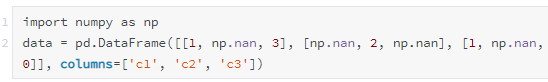 1 import numpy as np
2 data = pd.DataFrame([[1, np.nan, 3], [np.nan, 2, np.nan], [1, np.nan,
0]], columns=['c1', 'c2', 'c3'])